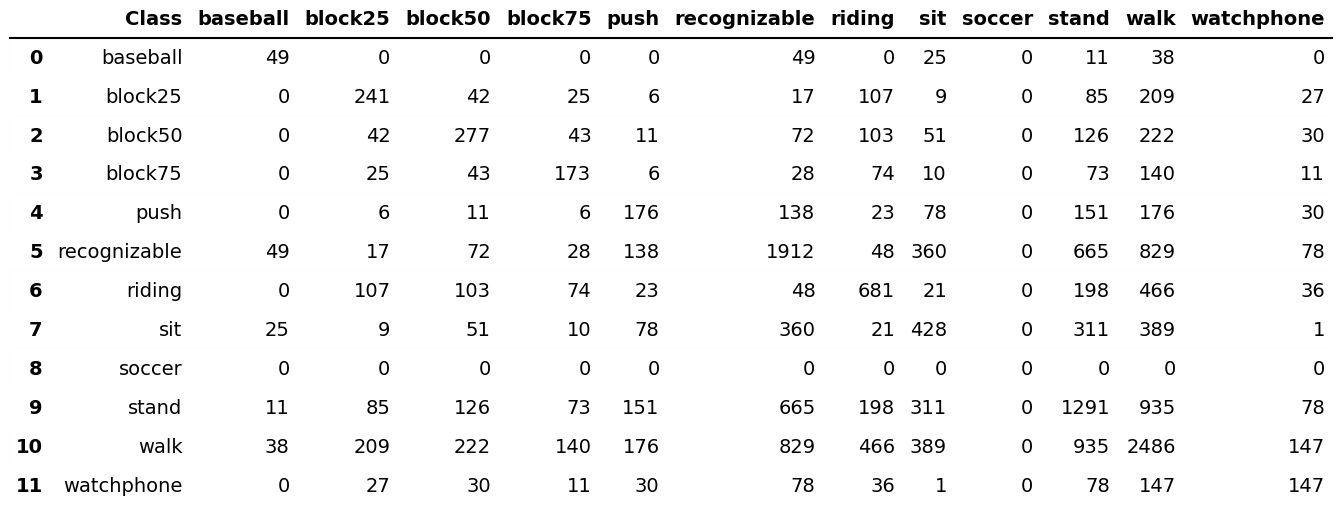 Class baseball block25 block50 block75 push recognizable riding sit soccer stand walk watchphone
0 baseball 49 0 0 0 0 49 0 25 0 11 38 0
1 block25 0 241 42 25 6 17 107 9 0 85 209 27
2 block50 0 42 277 43 11 72 103 51 0 126 222 30
3 block75 0 25 43 173 6 28 74 10 0 73 140 11
4 push 0 6 11 6 176 138 23 78 0 151 176 30
5 recognizable 49 17 72 28 138 1912 48 360 0 665 829 78
6 riding 0 107 103 74 23 48 681 21 0 198 466 36
7 sit 25 9 51 10 78 360 21 428 0 311 389 1
8 soccer 0 0 0 0 0 0 0 0 0 0 0 0
9 stand 11 85 126 73 151 665 198 311 0 1291 935 78
10 walk 38 209 222 140 176 829 466 389 0 935 2486 147
11 watchphone 0 27 30 11 30 78 36 1 0 78 147 147